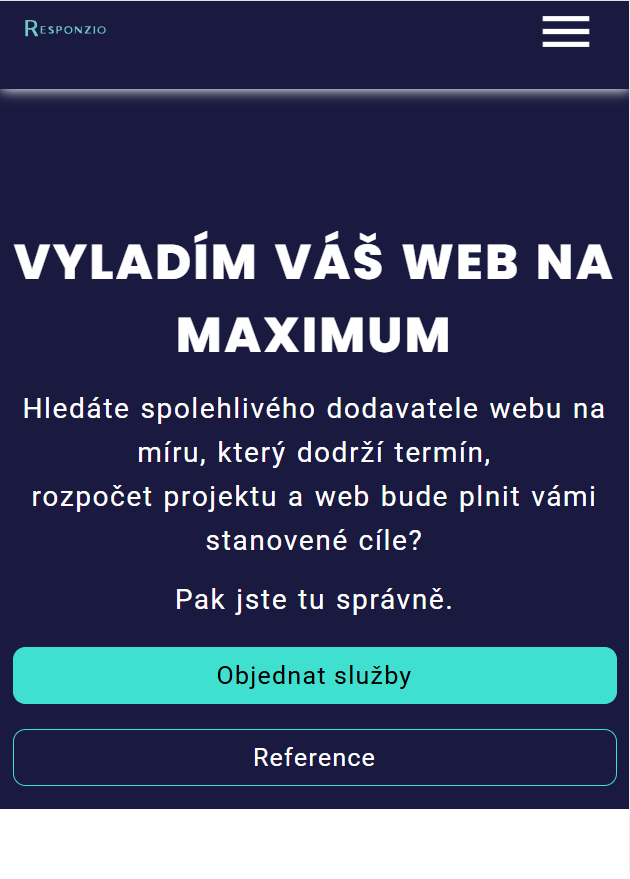 Responzio
VYLADÍM VÁŠ WEB NA
MAXIMUM
Hledáte spolehlivého dodavatele webu na
míru, který dodrží termín,
rozpočet projektu a web bude plnit vámi
stanovené cíle?
Pak jste tu správně.
Objednat služby
Reference